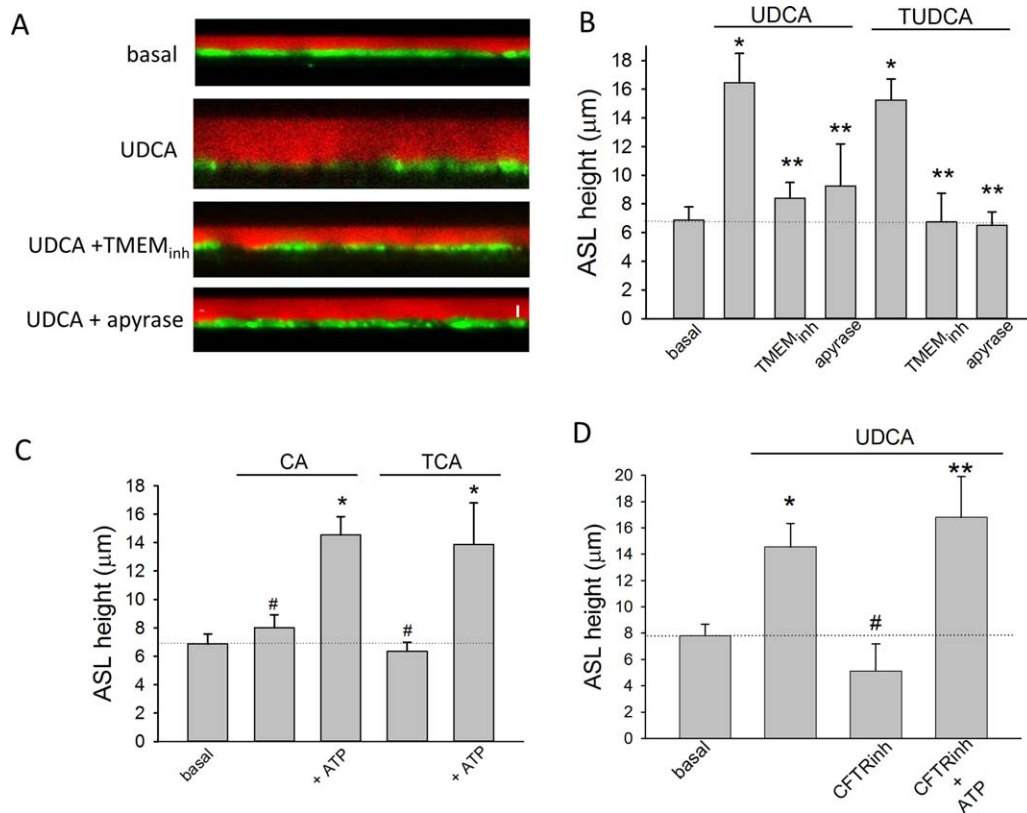 A
basal
UDCA
UDCA +TMEMinh
UDCA + apyrase
B
UDCA TUDCA
ASL height (μm)
18
16
14
12
10
8
6
4
2
0
* ** ** * ** **
basal TMEMinh apyrase TMEMinh apyrase
C
CA TCA
ASL height (μm)
18
16
14
12
10
8
6
4
2
0
# * # *
basal + ATP + ATP
D
UDCA
ASL height (μm)
20
18
16
14
12
10
8
6
4
2
0
* # **
basal CFTRinh CFTRinh
+
ATP